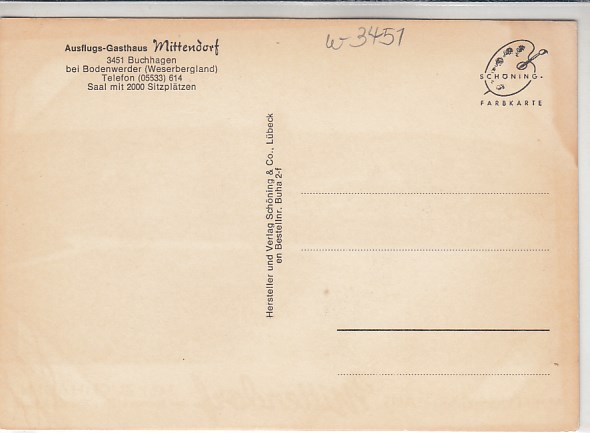 Ausflugs-Gasthaus Mittendorf
3451 Buchhagen
bei Bodenwerder (Weserbergland)
Telefon (05533) 614
Saal mit 2000 Sitzplätzen
W-3451
SCHÖNING
FARBKARTE
Hersteller und Verlag Schöning & Co., Lübeck
en Bestellnr. Buha 2-f